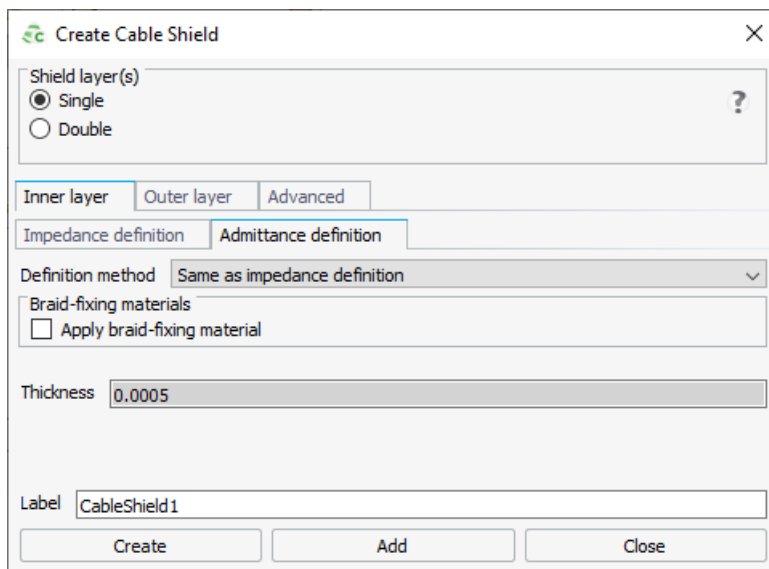 Create Cable Shield
Shield layer(s)
Single
?
Double
Inner layer Outer layer Advanced
Impedance definition Admittance definition
Definition method Same as impedance definition
Braid-fixing materials
Apply braid-fixing material
Thickness 0.0005
Label CableShield1
Create Add Close